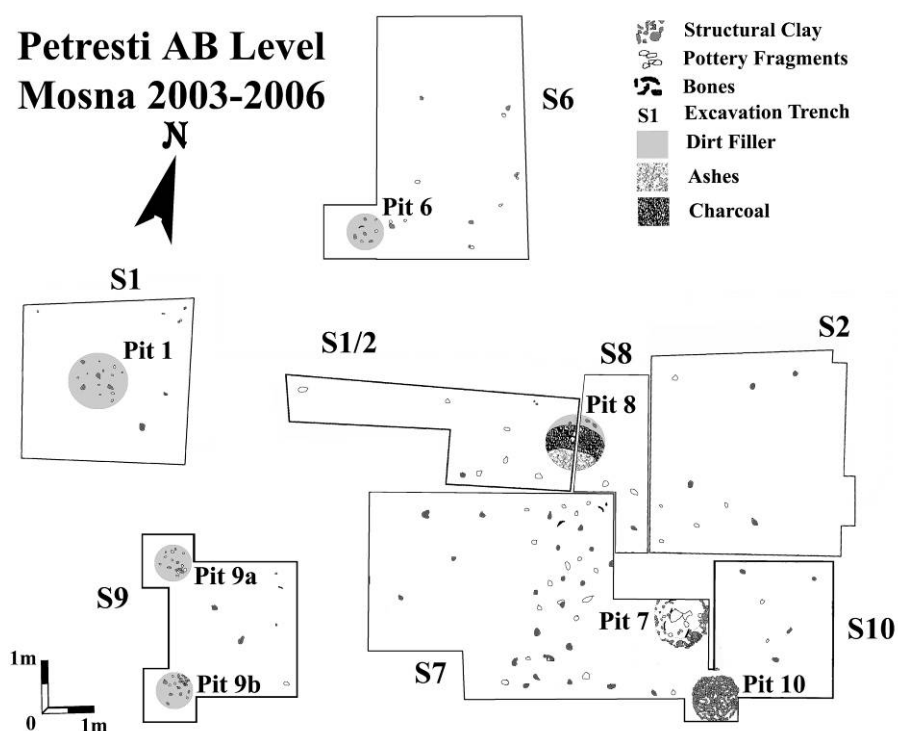 Petresti AB Level
Mosna 2003-2006
N
S6
Structural Clay
Pottery Fragments
Bones
S1 Excavation Trench
Dirt Filler
Ashes
Charcoal
Pit 6
S1
Pit 1
S1/2
S8
S2
Pit 8
Pit 9a
S9
Pit 9b
Pit 7
S10
S7
Pit 10
1m
0 1m